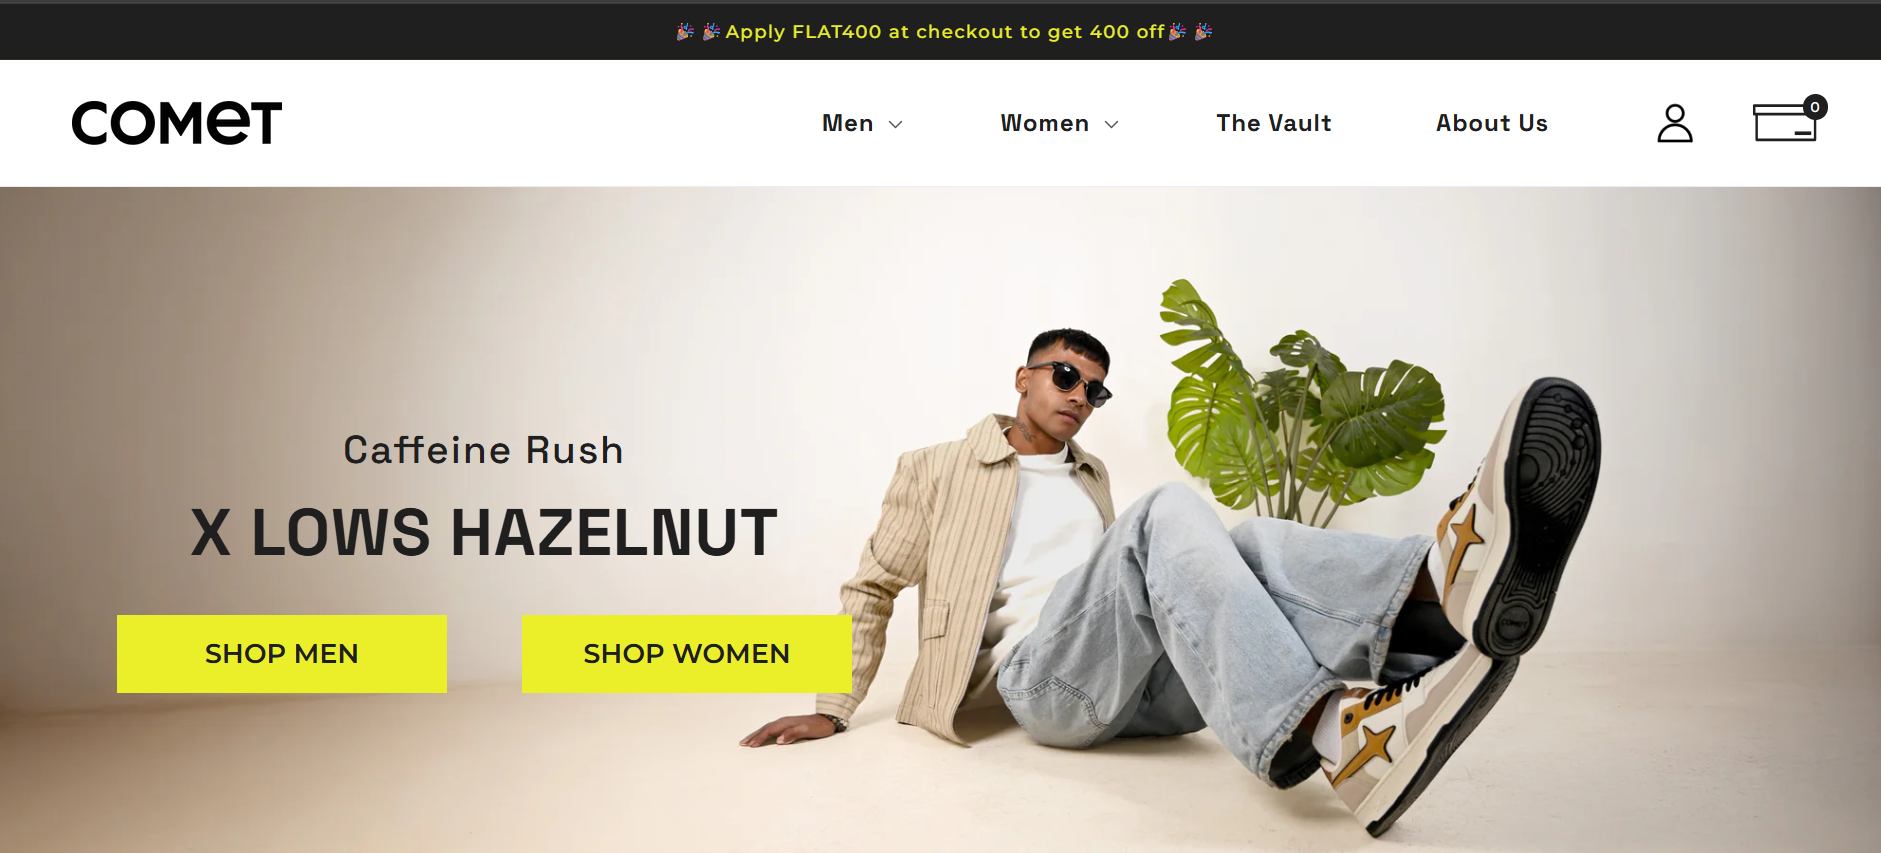 🎉 🎉 Apply FLAT400 at checkout to get 400 off🎉 🎉
COMeT
Men
Women
The Vault
About Us
0
Caffeine Rush
X LOWS HAZELNUT
SHOP MEN
SHOP WOMEN
COMeT